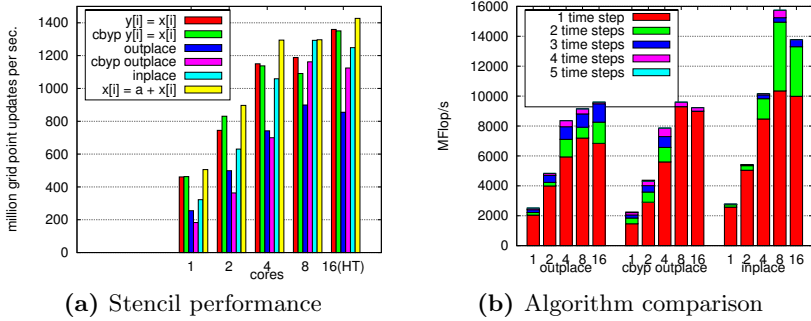 million grid point updates per sec.
1400
1200
1000
800
600
400
200
0
y[i] = x[i]
cbyp y[i] = x[i]
outplace
cbyp outplace
inplace
x[i] = a + x[i]
1 2 4 8 16(HT)
cores
(a) Stencil performance
MFlop/s
16000
14000
12000
10000
8000
6000
4000
2000
0
1 time step
2 time steps
3 time steps
4 time steps
5 time steps
1 2 4 8 16 1 2 4 8 16 1 2 4 8 16
outplace cbyp outplace inplace
(b) Algorithm comparison